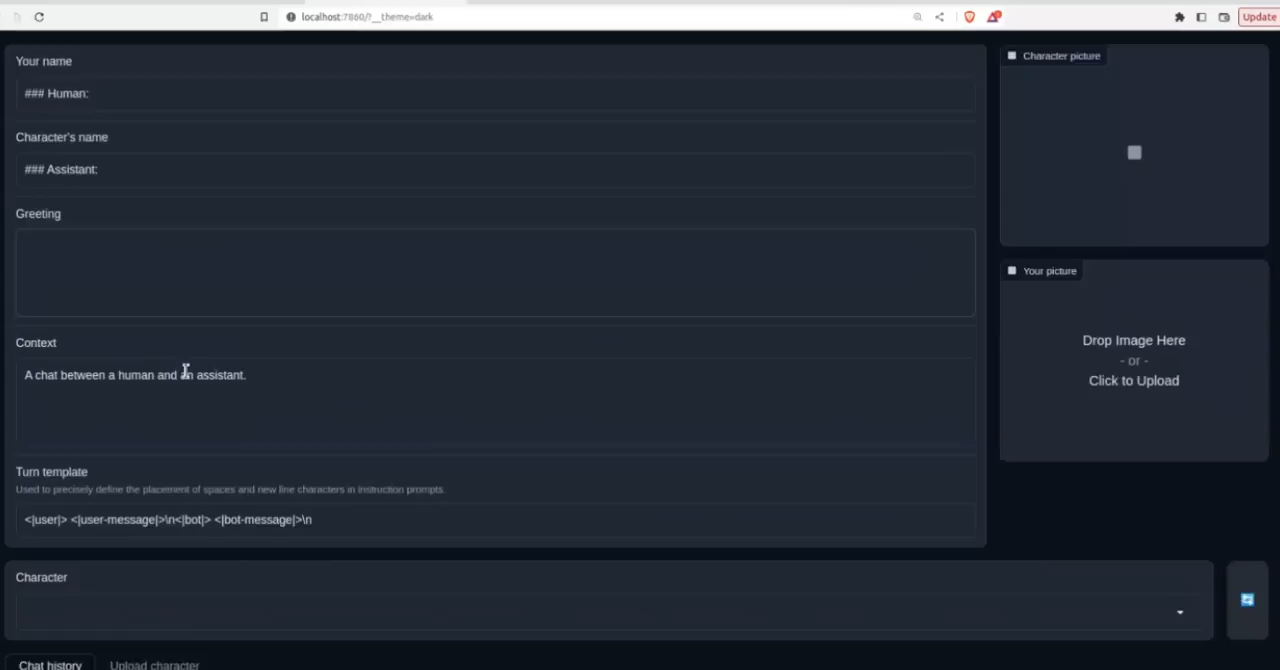 localhost:7860/?__theme=dark
Update
Your name
### Human:
Character's name
### Assistant:
Greeting
Context
A chat between a human and an assistant.
Turn template
Used to precisely define the placement of spaces and new line characters in instruction prompts.
<|user|> <|user-message|>\n<|bot|> <|bot-message|>\n
Character picture
Your picture
Drop Image Here
- or -
Click to Upload
Character
Chat history
Upload character